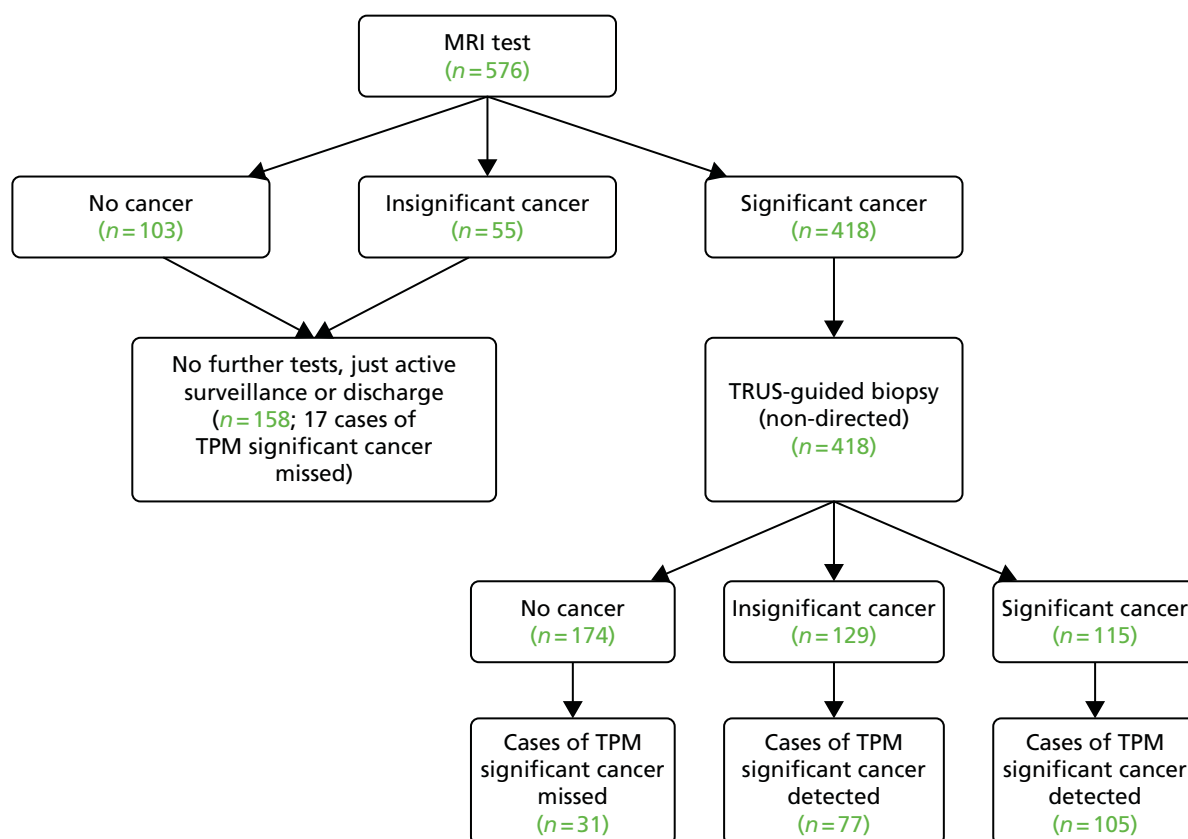 MRI test
(n=576)
No cancer
(n=103)
Insignificant cancer
(n=55)
Significant cancer
(n=418)
No further tests, just active
surveillance or discharge
(n=158; 17 cases of
TPM significant cancer
missed)
TRUS-guided biopsy
(non-directed)
(n=418)
No cancer
(n=174)
Insignificant cancer
(n=129)
Significant cancer
(n=115)
Cases of TPM
significant cancer
missed
(n=31)
Cases of TPM
significant cancer
detected
(n=77)
Cases of TPM
significant cancer
detected
(n=105)